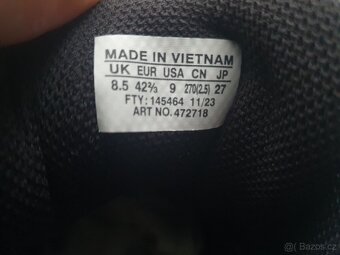 MADE IN VIETNAM
UK EUR USA CN JP
8.5 42⅔ 9 270(2.5) 27
FTY: 145464 11/23
ART NO. 472718
Bazoš.cz